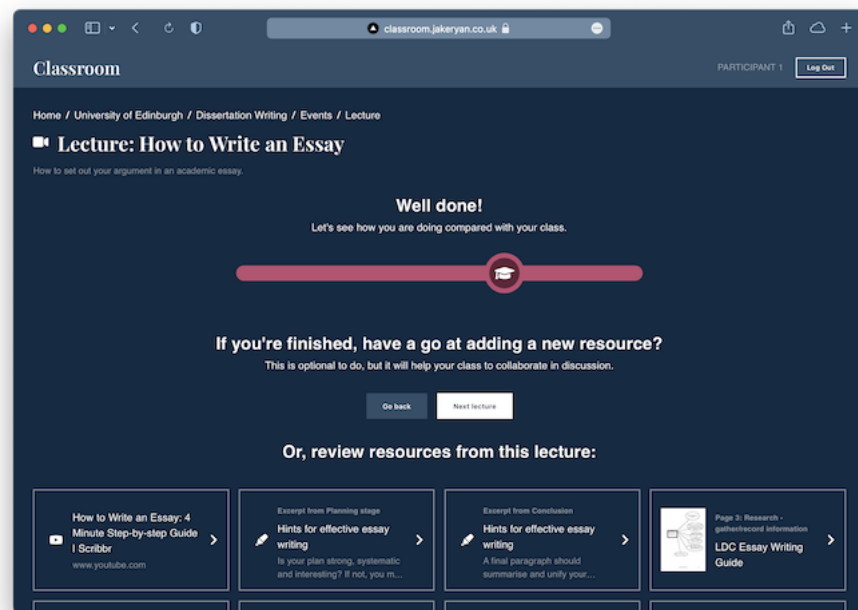 classroom.jakeryan.co.uk
Classroom
PARTICIPANT 1
Log Out
Home / University of Edinburgh / Dissertation Writing / Events / Lecture
Lecture: How to Write an Essay
How to set out your argument in an academic essay.
Well done!
Let's see how you are doing compared with your class.
If you're finished, have a go at adding a new resource?
This is optional to do, but it will help your class to collaborate in discussion.
Go back
Next lecture
Or, review resources from this lecture:
How to Write an Essay: 4
Minute Step-by-step Guide
| Scribbr
www.youtube.com
Excerpt from Planning stage
Hints for effective essay
writing
Is your plan strong, systematic
and interesting? If not, you m...
Excerpt from Conclusion
Hints for effective essay
writing
A final paragraph should
summarise and unify your...
Page 3: Research -
gather/record information
LDC Essay Writing
Guide